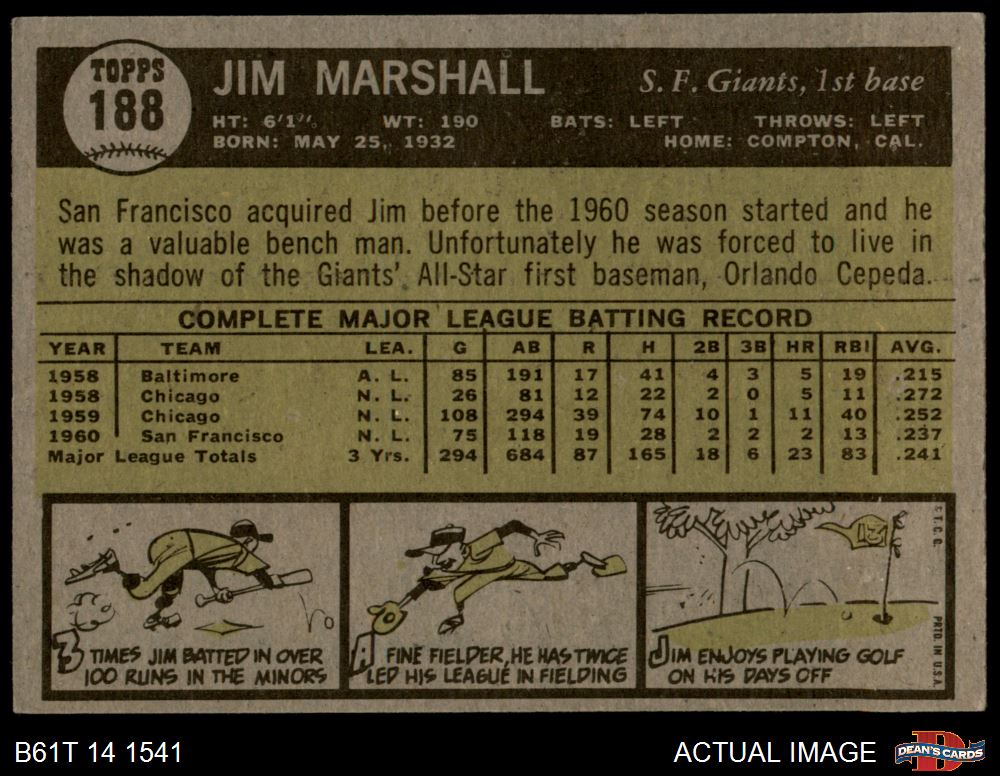 TOPPS
188
JIM MARSHALL
S. F. Giants, 1st base
HT: 6'1" WT: 190 BATS: LEFT THROWS: LEFT
BORN: MAY 25, 1932 HOME: COMPTON, CAL.
San Francisco acquired Jim before the 1960 season started and he
was a valuable bench man. Unfortunately he was forced to live in
the shadow of the Giants' All-Star first baseman, Orlando Cepeda.
COMPLETE MAJOR LEAGUE BATTING RECORD
YEAR TEAM LEA. G AB R H 2B 3B HR RBI AVG.
1958 Baltimore A. L. 85 191 17 41 4 3 5 19 .215
1958 Chicago N. L. 26 81 12 22 2 0 5 11 .272
1959 Chicago N. L. 108 294 39 74 10 1 11 40 .252
1960 San Francisco N. L. 75 118 19 28 2 2 2 13 .237
Major League Totals 3 Yrs. 294 684 87 165 18 6 23 83 .241
3 TIMES JIM BATTED IN OVER
100 RUNS IN THE MINORS
A FINE FIELDER, HE HAS TWICE
LED HIS LEAGUE IN FIELDING
JIM ENJOYS PLAYING GOLF
ON HIS DAYS OFF
© T. C. G.
PRTD. IN U.S.A.
B61T 14 1541
ACTUAL IMAGE
DEAN'S CARDS